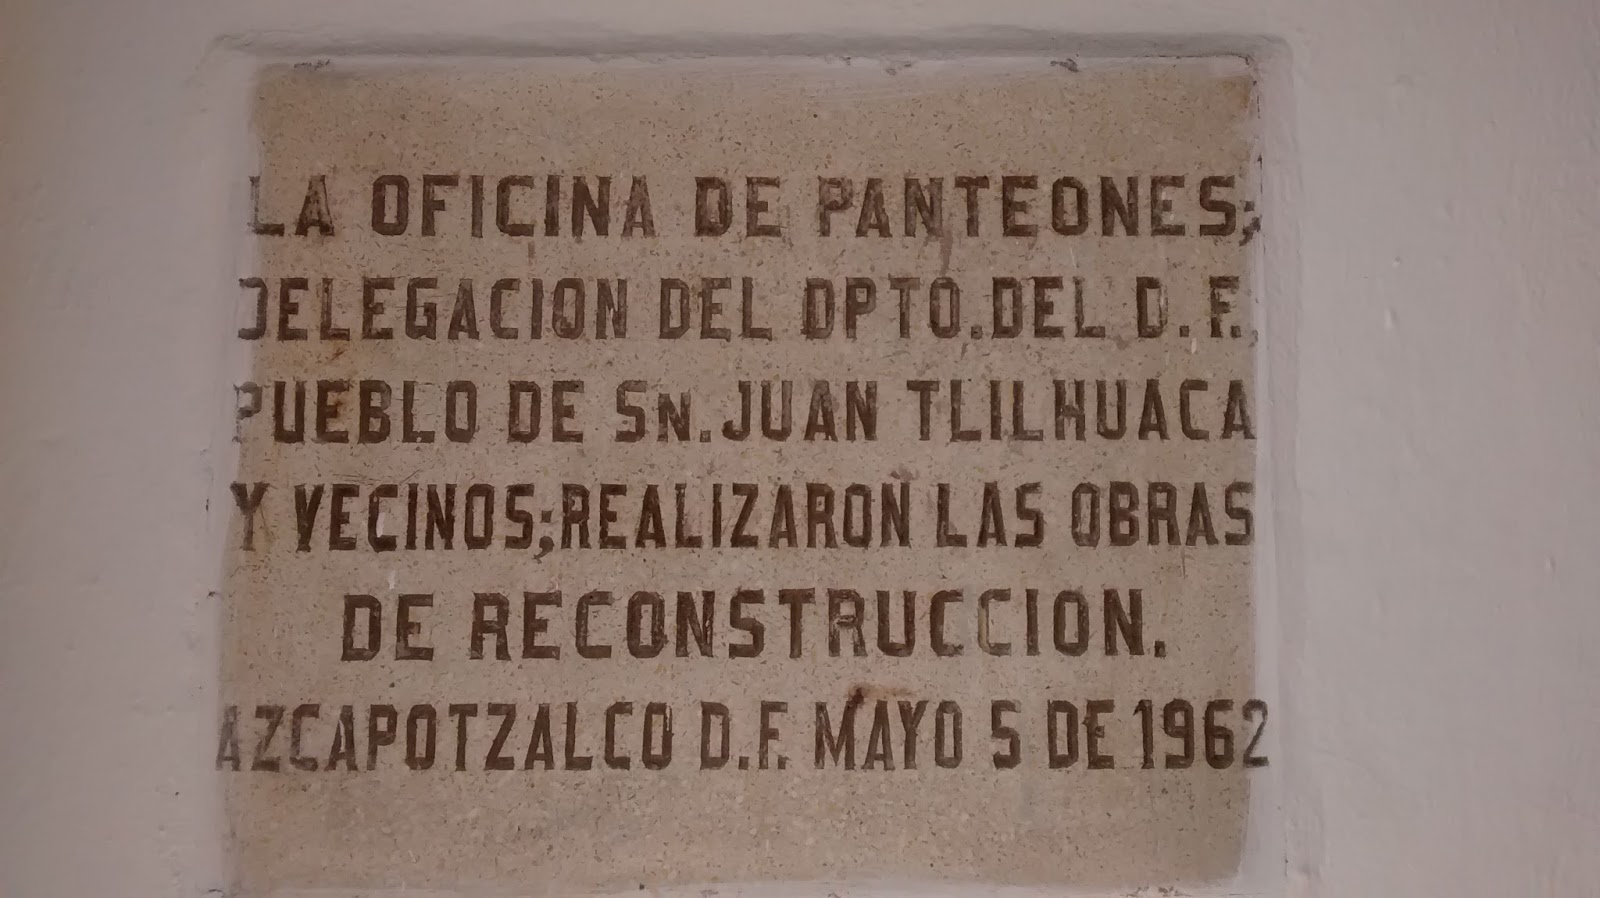 LA OFICINA DE PANTEONES;
DELEGACION DEL DPTO. DEL D. F.,
PUEBLO DE SN. JUAN TLILHUACA
Y VECINOS; REALIZARON LAS OBRAS
DE RECONSTRUCCION.
AZCAPOTZALCO D.F. MAYO 5 DE 1962